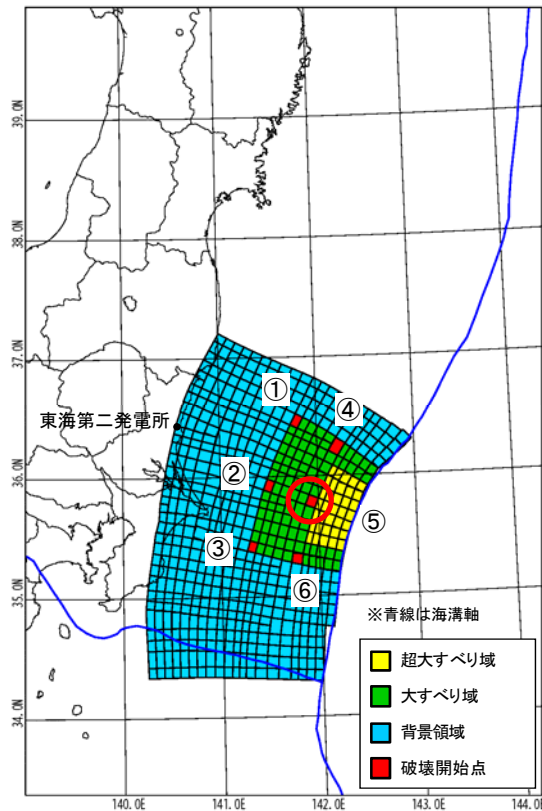 39.0N
38.0N
37.0N
①
④
東海第二発電所
36.0N
②
⑤
③
⑥
35.0N
※青線は海溝軸
超大すべり域
大すべり域
背景領域
破壊開始点
34.0N
140.0E
141.0E
142.0E
143.0E
144.0E